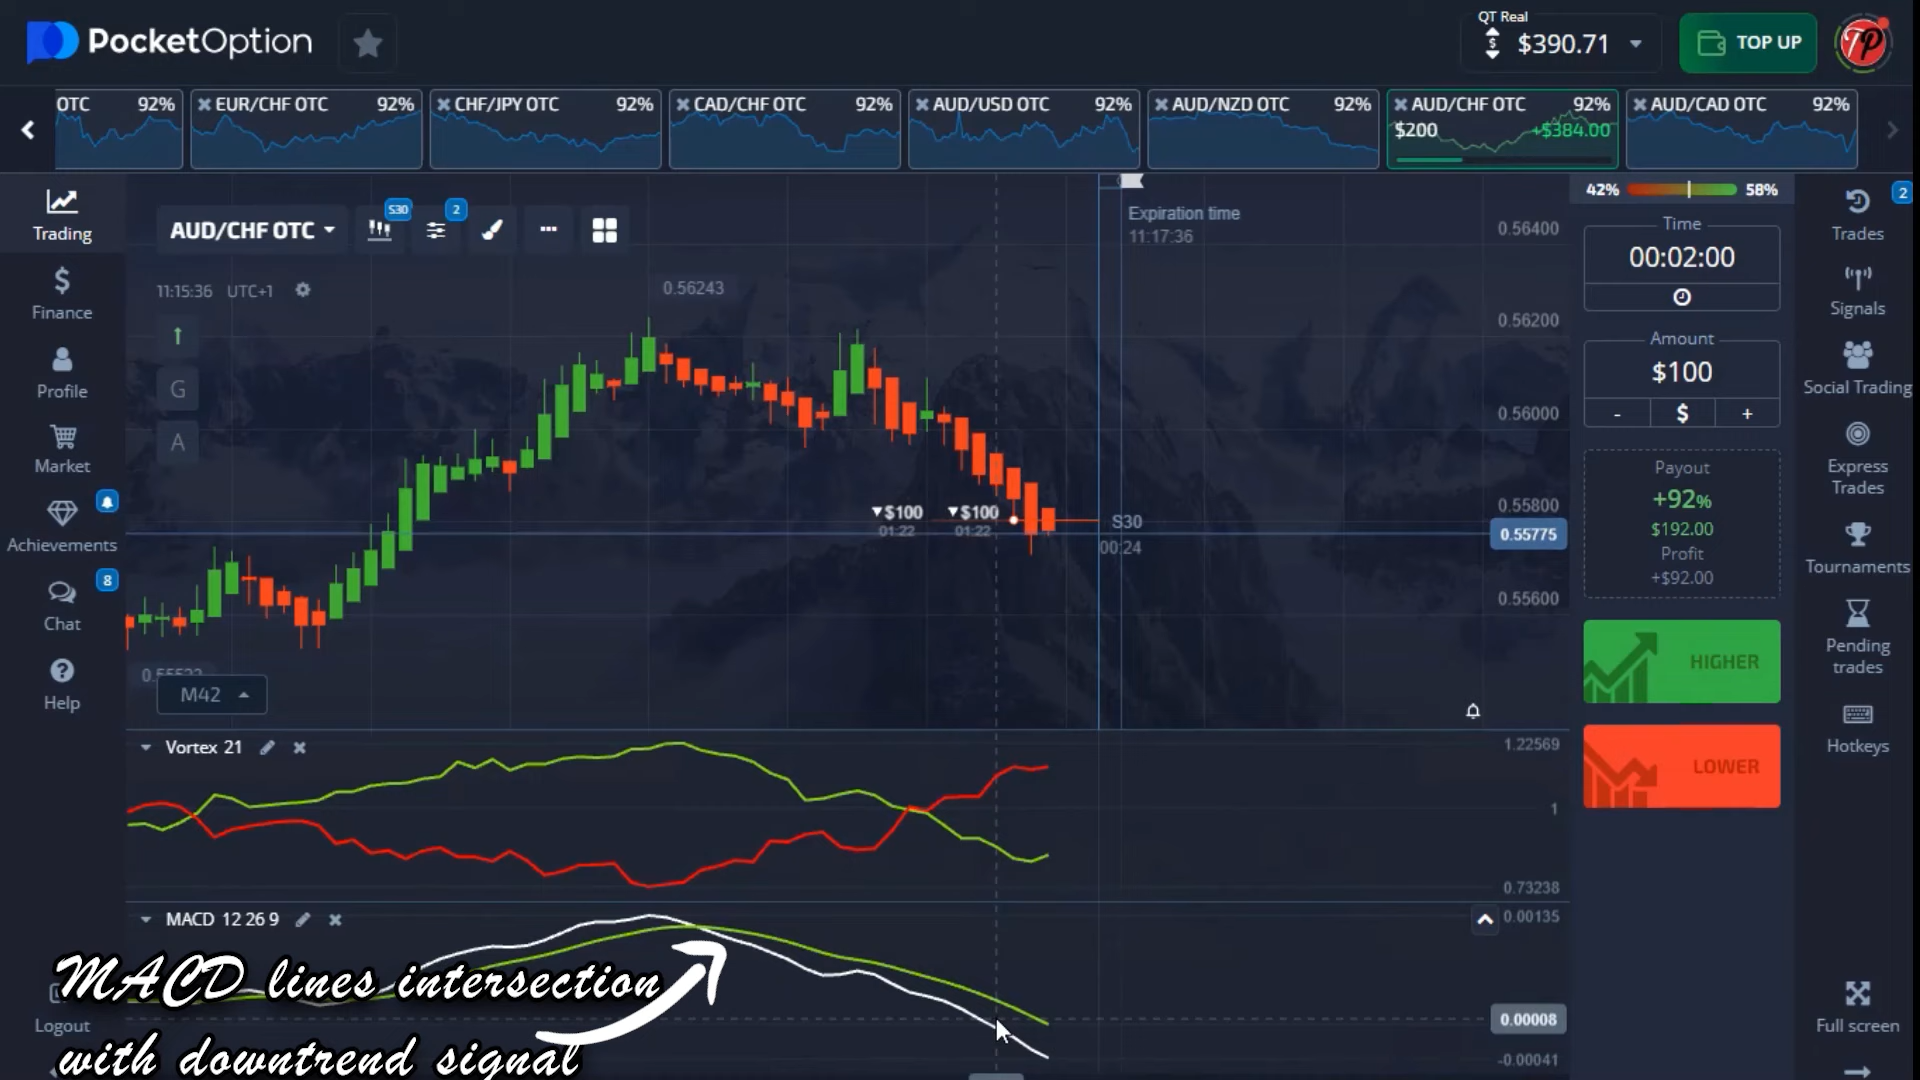 PocketOption
QT Real
$390.71
TOP UP
OTC 92%
EUR/CHF OTC 92%
CHF/JPY OTC 92%
CAD/CHF OTC 92%
AUD/USD OTC 92%
AUD/NZD OTC 92%
AUD/CHF OTC 92%
$200 +$384.00
AUD/CAD OTC 92%
Trading
Finance
Profile
Market
Achievements
8
Chat
Help
Logout
AUD/CHF OTC
S30
2
11:15:36 UTC+1
G
A
0.56243
Expiration time
11:17:36
0.56400
0.56200
0.56000
0.55800
0.55775
0.55600
$100
01:22
$100
01:22
S30
00:24
M42
Vortex 21
1.22569
1
0.73238
MACD 12 26 9
0.00135
0.00008
-0.00041
MACD lines intersection
with downtrend signal
42% 58%
Time
00:02:00
Amount
$100
- $ +
Payout
+92%
$192.00
Profit
+$92.00
HIGHER
LOWER
2
Trades
Signals
Social Trading
Express
Trades
Tournaments
Pending
trades
Hotkeys
Full screen